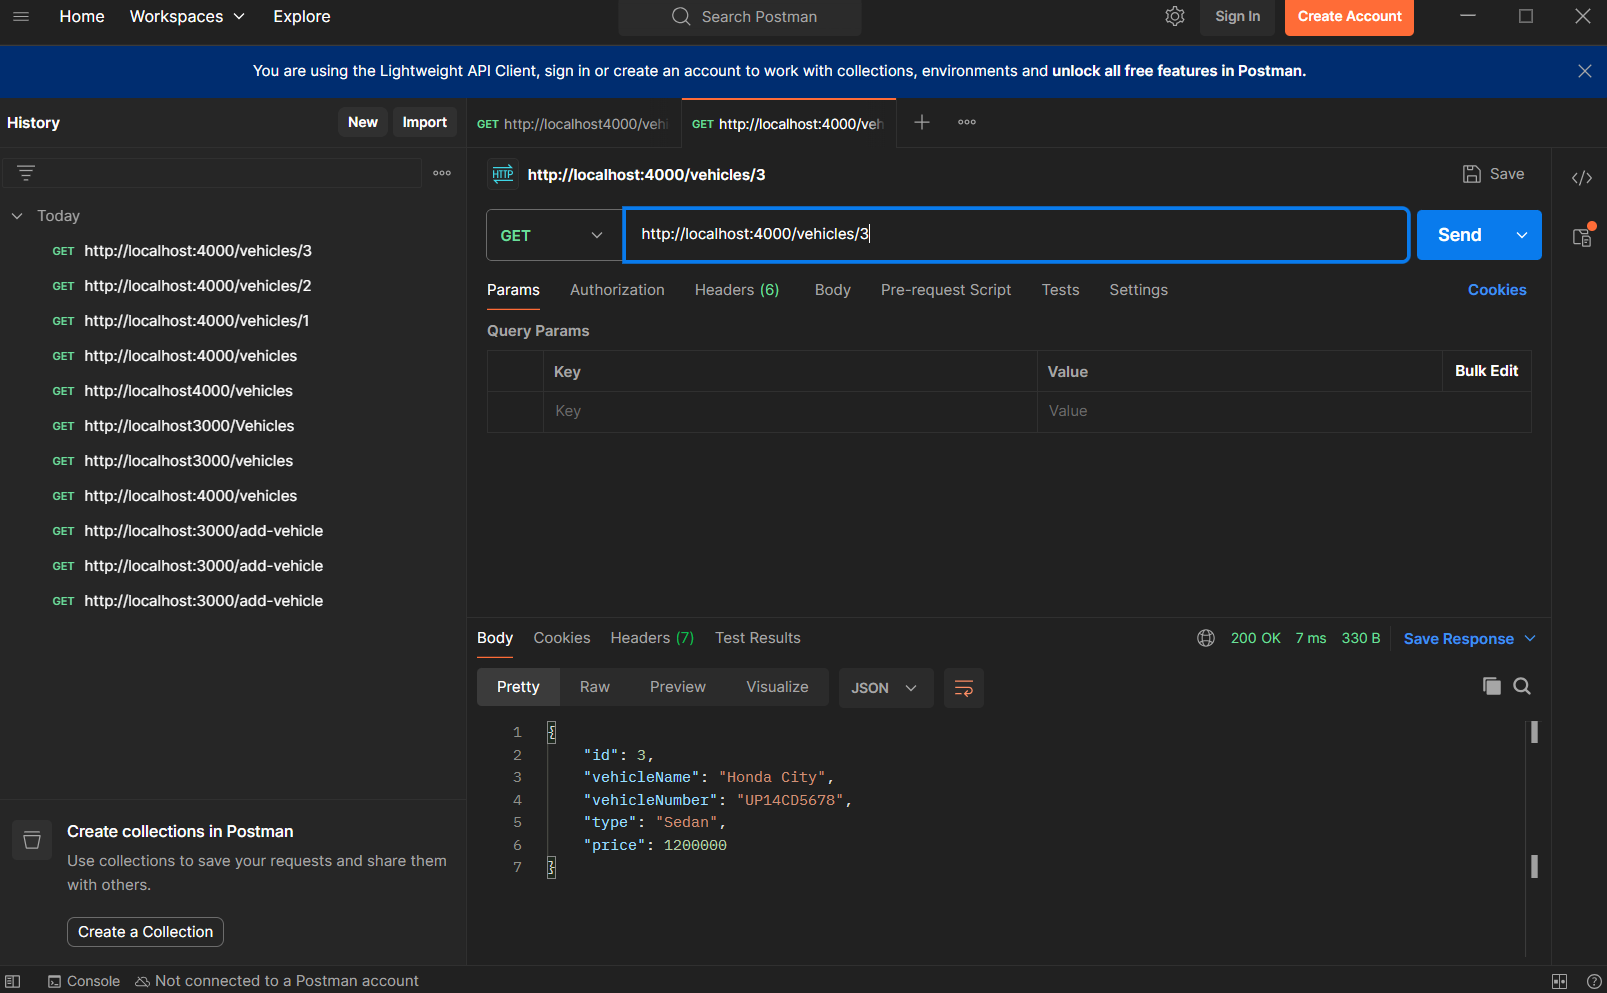 Home Workspaces Explore Search Postman Sign In Create Account
You are using the Lightweight API Client, sign in or create an account to work with collections, environments and unlock all free features in Postman.
History New Import
GET http://localhost4000/vehi GET http://localhost:4000/veh
HTTP http://localhost:4000/vehicles/3 Save
Today
GET http://localhost:4000/vehicles/3
GET http://localhost:4000/vehicles/2
GET http://localhost:4000/vehicles/1
GET http://localhost:4000/vehicles
GET http://localhost4000/vehicles
GET http://localhost3000/Vehicles
GET http://localhost3000/vehicles
GET http://localhost:4000/vehicles
GET http://localhost:3000/add-vehicle
GET http://localhost:3000/add-vehicle
GET http://localhost:3000/add-vehicle
GET http://localhost:4000/vehicles/3 Send
Params Authorization Headers (6) Body Pre-request Script Tests Settings Cookies
Query Params
Key Value Bulk Edit
Key Value
Body Cookies Headers (7) Test Results 200 OK 7 ms 330 B Save Response
Pretty Raw Preview Visualize JSON
1 {
2 "id": 3,
3 "vehicleName": "Honda City",
4 "vehicleNumber": "UP14CD5678",
5 "type": "Sedan",
6 "price": 1200000
7 }
Create collections in Postman
Use collections to save your requests and share them
with others.
Create a Collection
Console Not connected to a Postman account